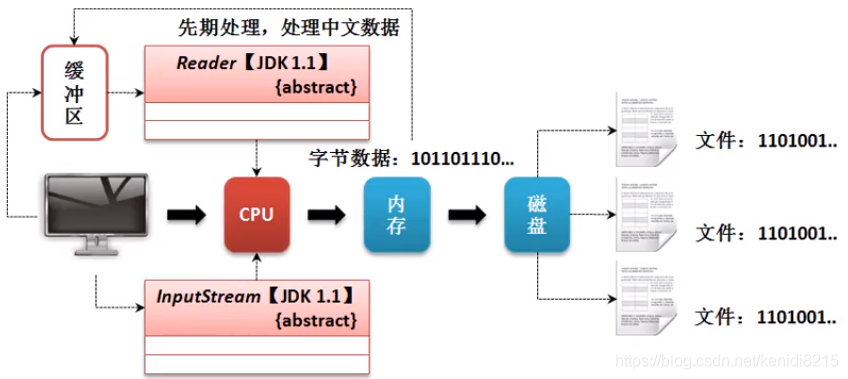 先期处理，处理中文数据
缓冲区
Reader【JDK 1.1】
{abstract}
字节数据：101101110...
CPU
内存
磁盘
文件：1101001..
文件：1101001..
文件：1101001..
InputStream【JDK 1.1】
{abstract}
https://blog.csdn.net/kenidi8215